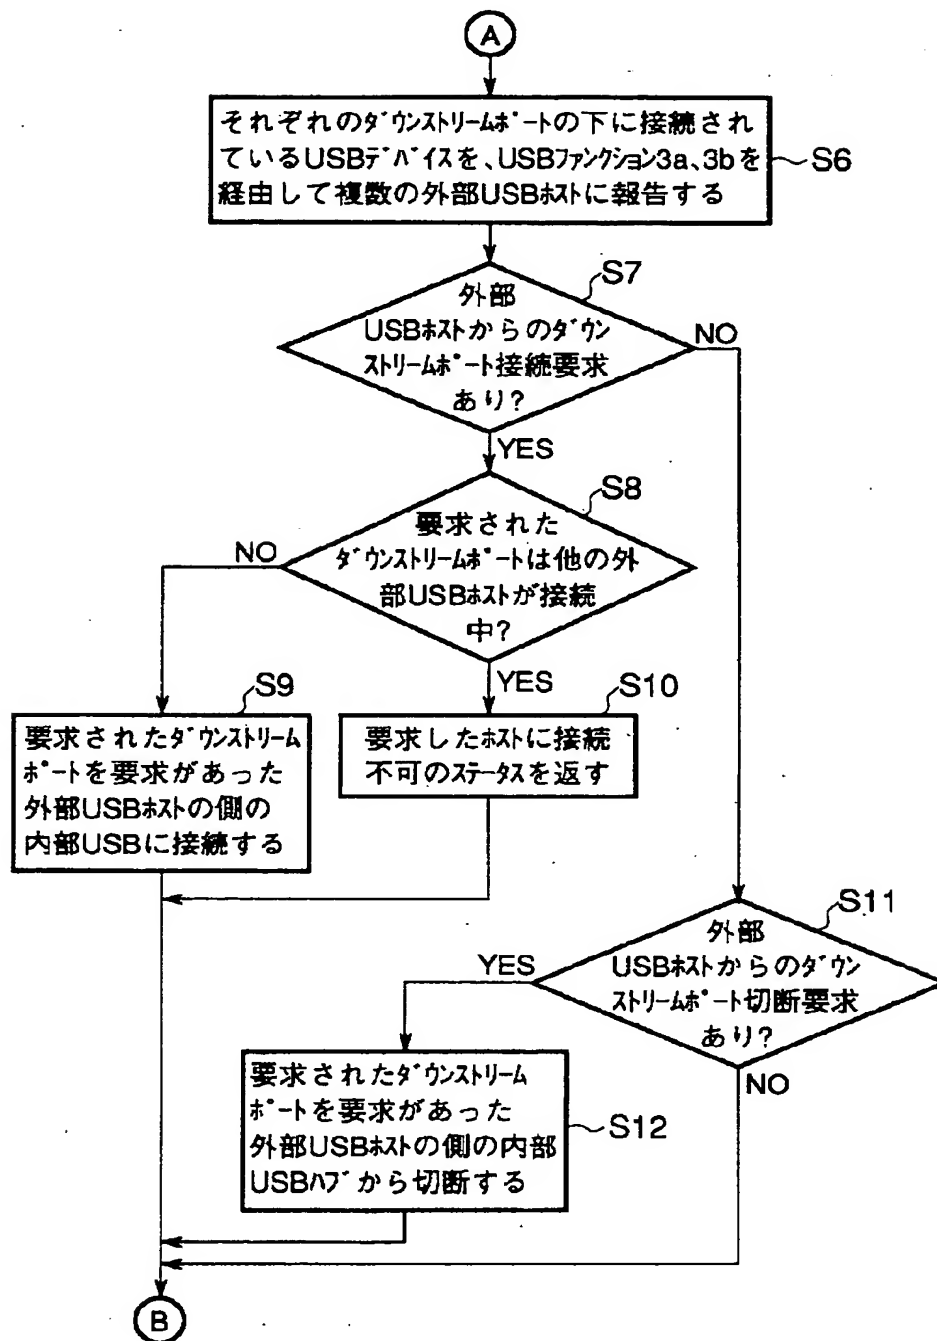 A
それぞれのダウンストリームポートの下に接続され
ているUSBデバイスを、USBファンクション3a、3bを
経由して複数の外部USBホストに報告する
S6
S7
外部
USBホストからのダウン
ストリームポート接続要求
あり?
NO
YES
S8
要求された
ダウンストリームポートは他の外
部USBホストが接続
中?
NO
YES
S9
要求されたダウンストリーム
ポートを要求があった
外部USBホストの側の
内部USBに接続する
S10
要求したホストに接続
不可のステータスを返す
S11
外部
USBホストからのダウン
ストリームポート切断要求
あり?
YES
NO
要求されたダウンストリーム
ポートを要求があった
外部USBホストの側の内部
USBハブから切断する
S12
B